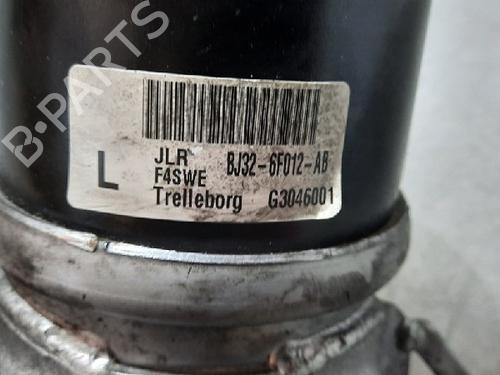 B-PARTS
L
JLR BJ32-6F012-AB
F4SWE
Trelleborg G3046001